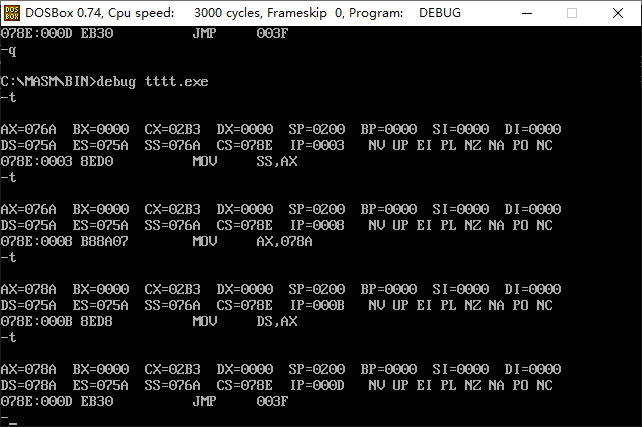 DOSBox 0.74, Cpu speed: 3000 cycles, Frameskip 0, Program: DEBUG
078E:000D EB30 JMP 003F
-q
C:\MASM\BIN>debug tttt.exe
-t
AX=076A BX=0000 CX=02B3 DX=0000 SP=0200 BP=0000 SI=0000 DI=0000
DS=075A ES=075A SS=076A CS=078E IP=0003 NV UP EI PL NZ NA PO NC
078E:0003 8ED0 MOV SS,AX
-t
AX=076A BX=0000 CX=02B3 DX=0000 SP=0200 BP=0000 SI=0000 DI=0000
DS=075A ES=075A SS=076A CS=078E IP=0008 NV UP EI PL NZ NA PO NC
078E:0008 B88A07 MOV AX,078A
-t
AX=078A BX=0000 CX=02B3 DX=0000 SP=0200 BP=0000 SI=0000 DI=0000
DS=075A ES=075A SS=076A CS=078E IP=000B NV UP EI PL NZ NA PO NC
078E:000B 8ED8 MOV DS,AX
-t
AX=078A BX=0000 CX=02B3 DX=0000 SP=0200 BP=0000 SI=0000 DI=0000
DS=078A ES=075A SS=076A CS=078E IP=000D NV UP EI PL NZ NA PO NC
078E:000D EB30 JMP 003F
-_